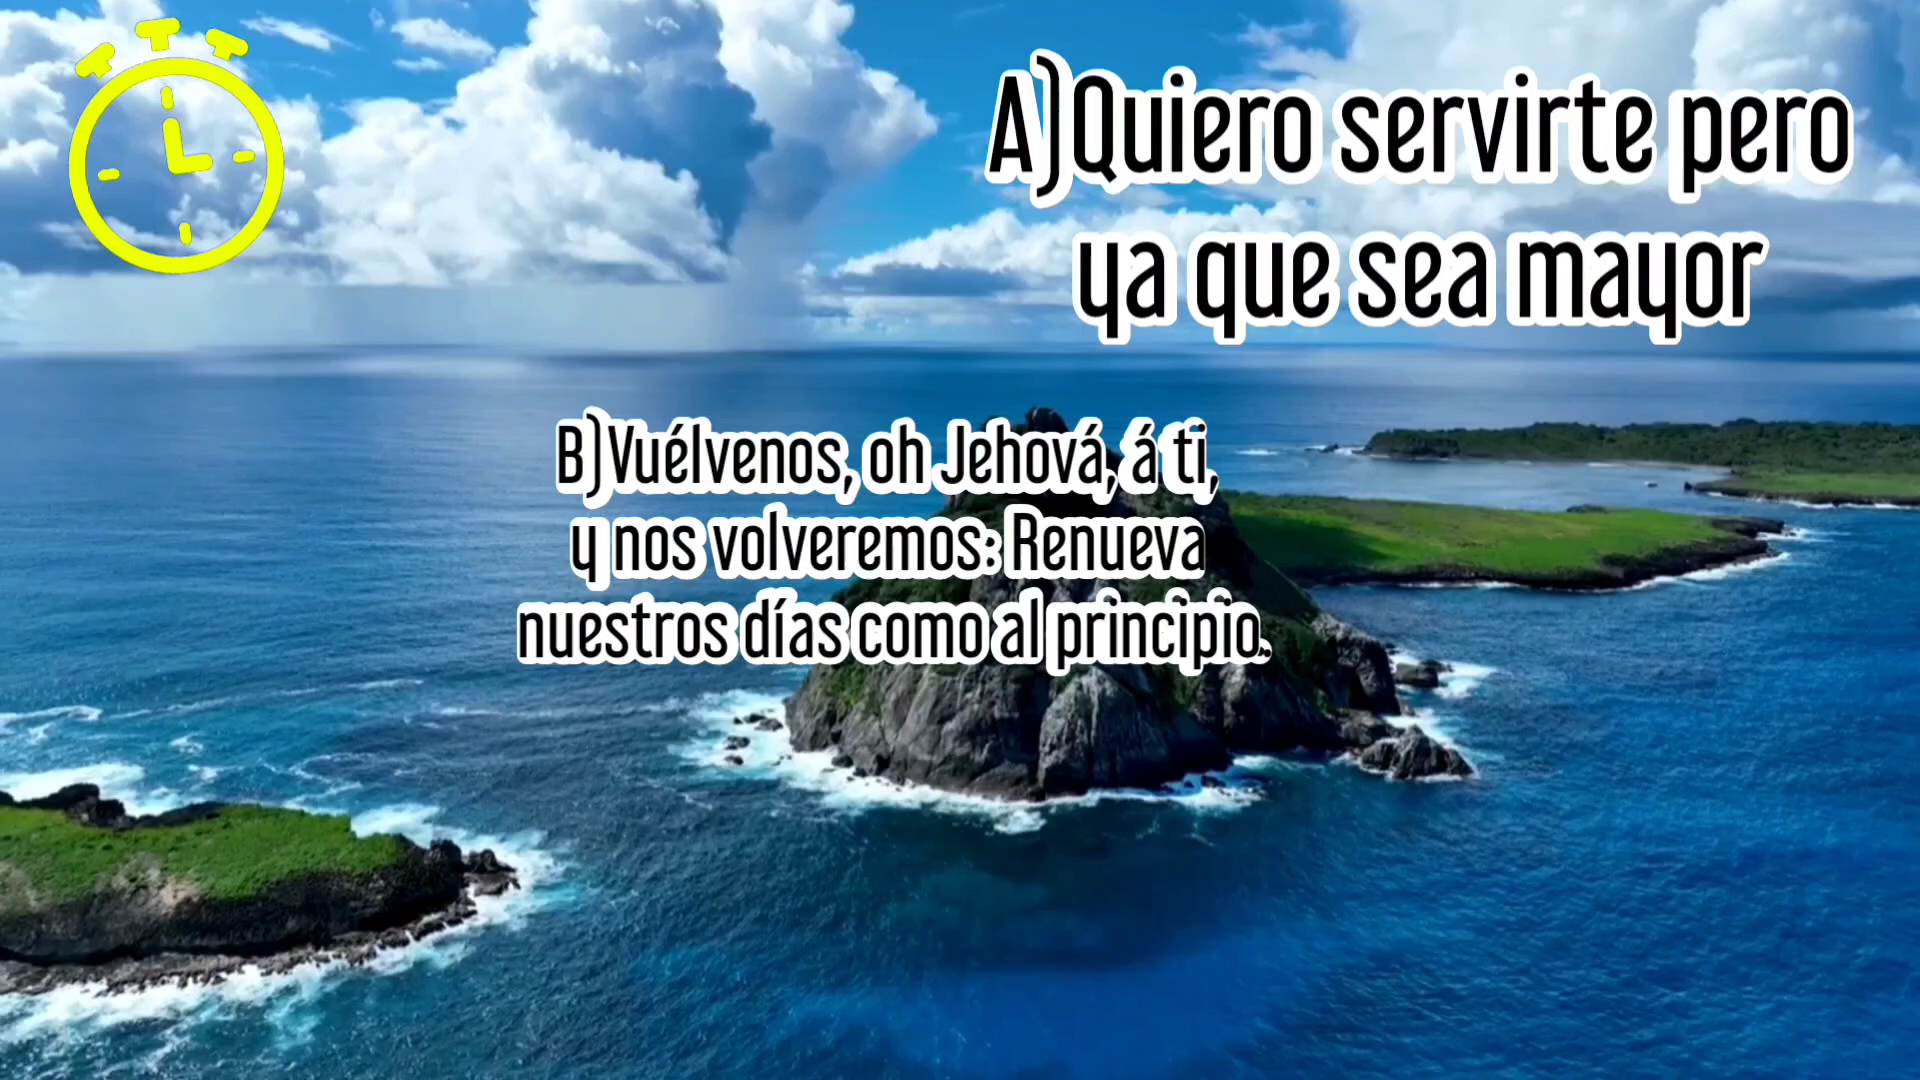 A)Quiero servirte pero
ya que sea mayor
B)Vuélvenos, oh Jehová, á ti,
y nos volveremos: Renueva
nuestros días como al principio.